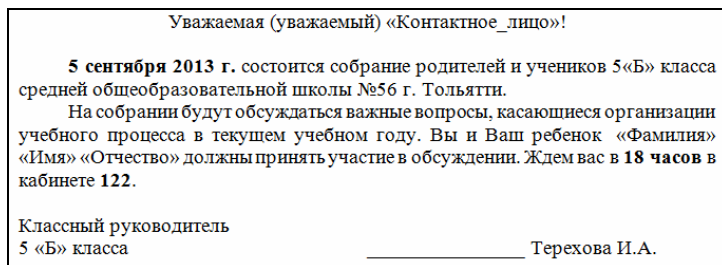 Уважаемая (уважаемый) «Контактное_лицо»!
5 сентября 2013 г. состоится собрание родителей и учеников 5«Б» класса
средней общеобразовательной школы №56 г. Тольятти.
На собрании будут обсуждаться важные вопросы, касающиеся организации
учебного процесса в текущем учебном году. Вы и Ваш ребенок «Фамилия»
«Имя» «Отчество» должны принять участие в обсуждении. Ждем вас в 18 часов в
кабинете 122.
Классный руководитель
5 «Б» класса ________________ Терехова И.А.